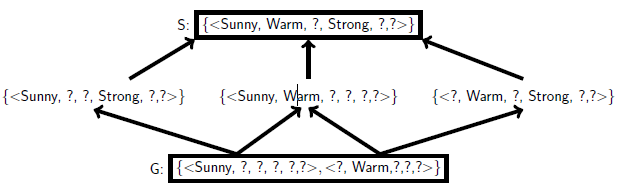 S: {<Sunny, Warm, ?, Strong, ?,?>}
{<Sunny, ?, ?, Strong, ?,?>} {<Sunny, Warm, ?, ?, ?,?>} {<?, Warm, ?, Strong, ?,?>}
G: {<Sunny, ?, ?, ?, ?,?>, <?, Warm,?,?,?>}